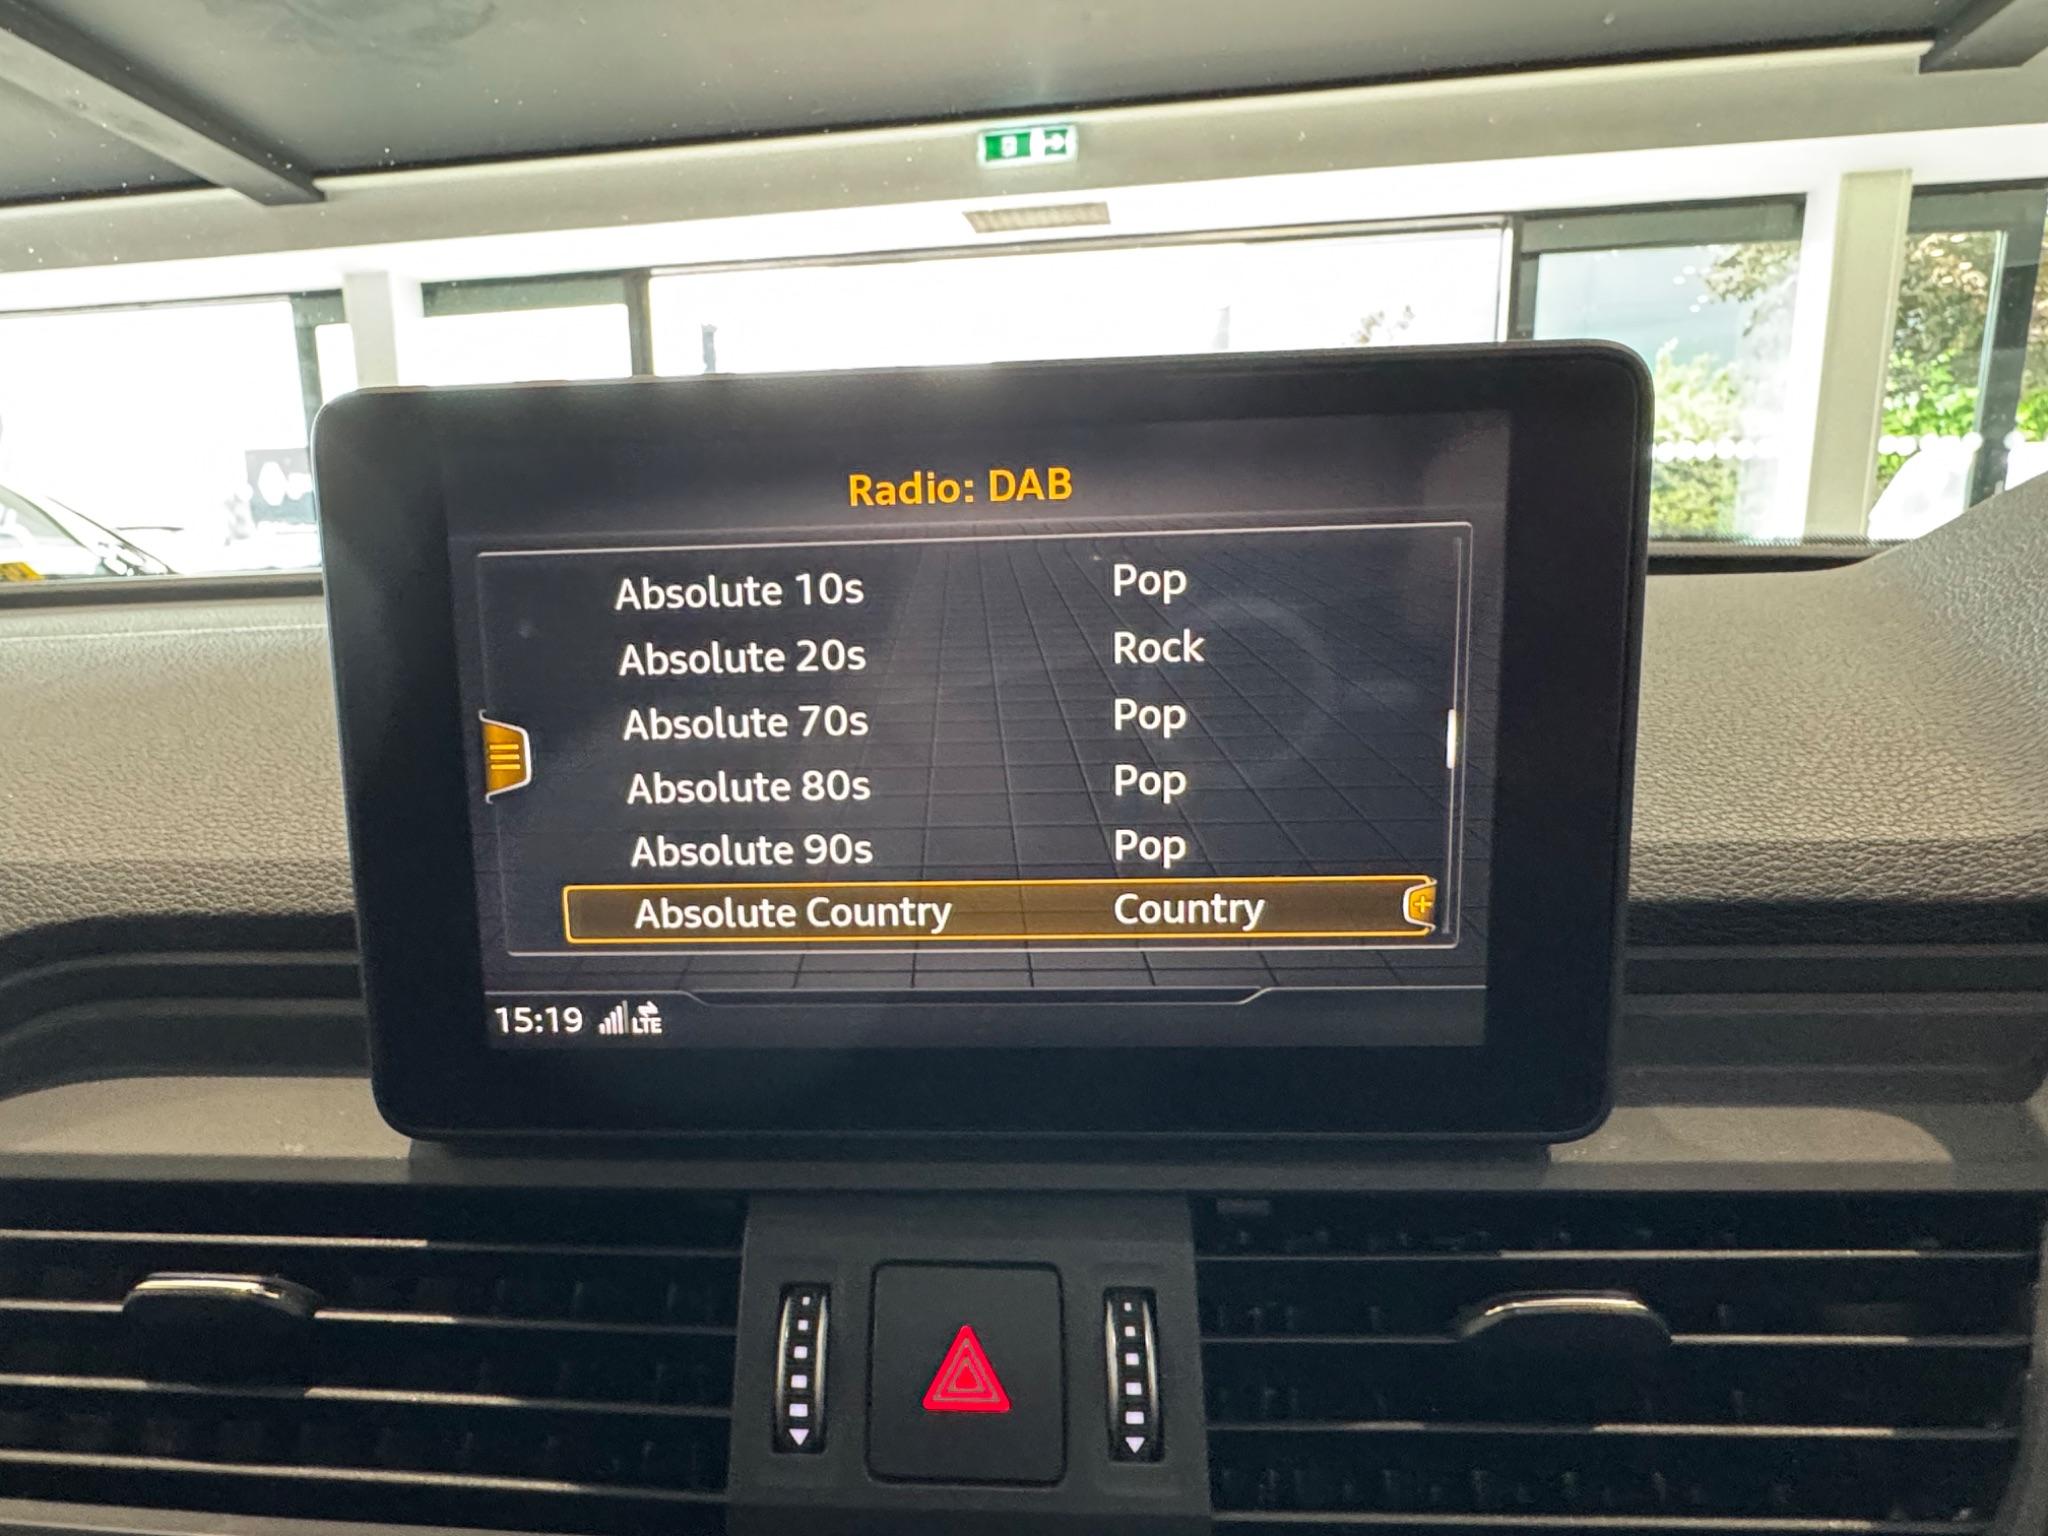 Radio: DAB
Absolute 10s Pop
Absolute 20s Rock
Absolute 70s Pop
Absolute 80s Pop
Absolute 90s Pop
Absolute Country Country
15:19 LTE